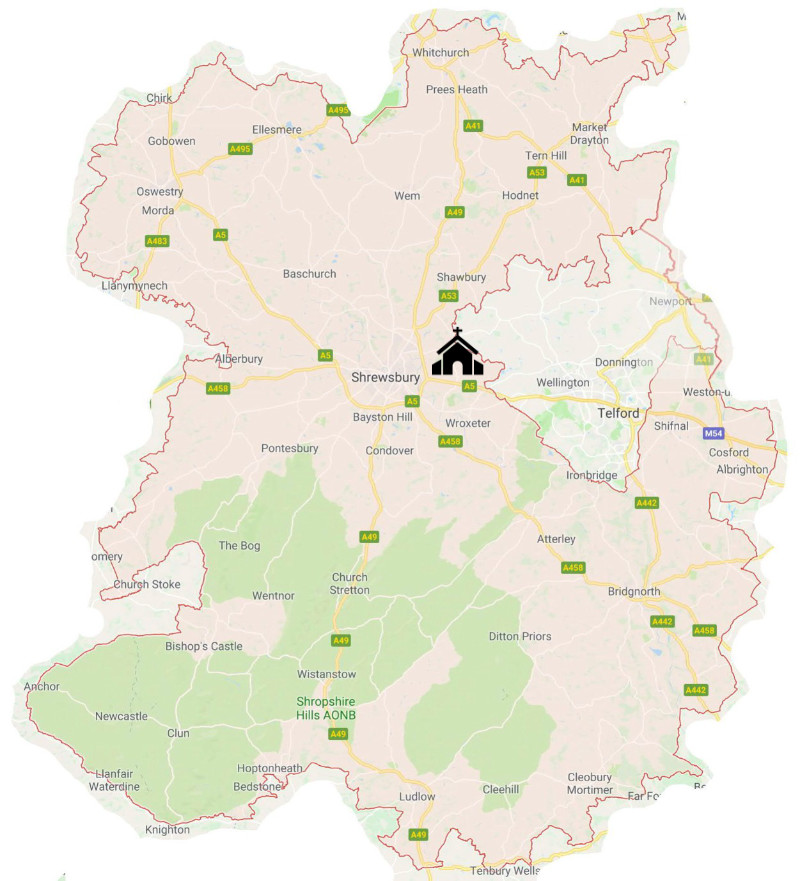 M
Whitchurch
Prees Heath
Chirk
A495
Ellesmere
A41
Market
Drayton
Gobowen
A495
Tern Hill
A53
A41
Oswestry
Wem
Hodnet
Morda
A49
A5
A483
Baschurch
Shawbury
Llanymynech
A53
Newport
Alberbury
A5
Donnington
A41
Shrewsbury
Wellington
A458
A5
Weston-u
A5
Telford
Bayston Hill
Wroxeter
Shifnal
M54
A458
Pontesbury
Condover
Cosford
Albrighton
Ironbridge
A442
A49
Atterley
The Bog
omery
A458
Church
Stretton
Church Stoke
Wentnor
Bridgnorth
A442
A458
Ditton Priors
A49
Bishop's Castle
Wistanstow
Anchor
A442
Shropshire
Hills AONB
Newcastle
Clun
A49
Hoptonheath
Llanfair
Waterdine
Bedstone
Cleobury
Mortimer
Cleehill
Ludlow
Far Fo
Knighton
A49
Tenbury Wells